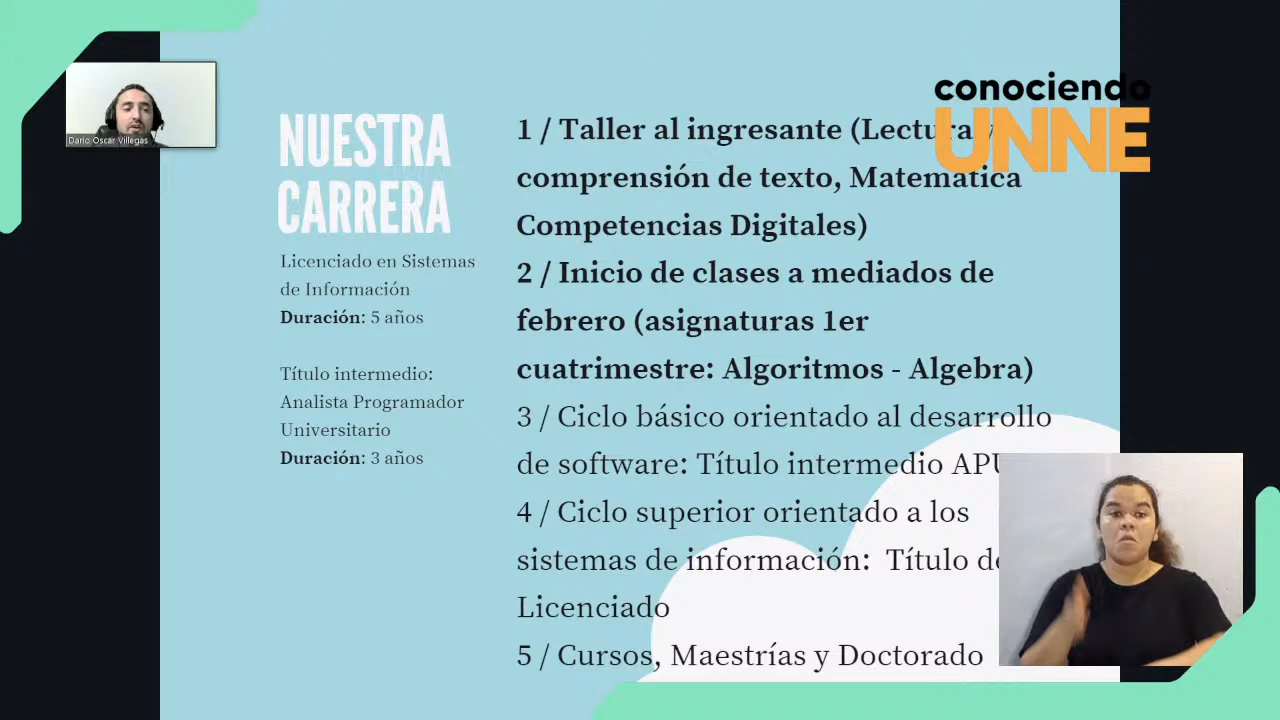 conociendo
UNNE
Dario Oscar Villegas
NUESTRA
CARRERA
Licenciado en Sistemas
de Información
Duración: 5 años
Título intermedio:
Analista Programador
Universitario
Duración: 3 años
1 / Taller al ingresante (Lectura y
comprensión de texto, Matemática
Competencias Digitales)
2 / Inicio de clases a mediados de
febrero (asignaturas 1er
cuatrimestre: Algoritmos - Algebra)
3 / Ciclo básico orientado al desarrollo
de software: Título intermedio APU
4 / Ciclo superior orientado a los
sistemas de información: Título de
Licenciado
5 / Cursos, Maestrías y Doctorado